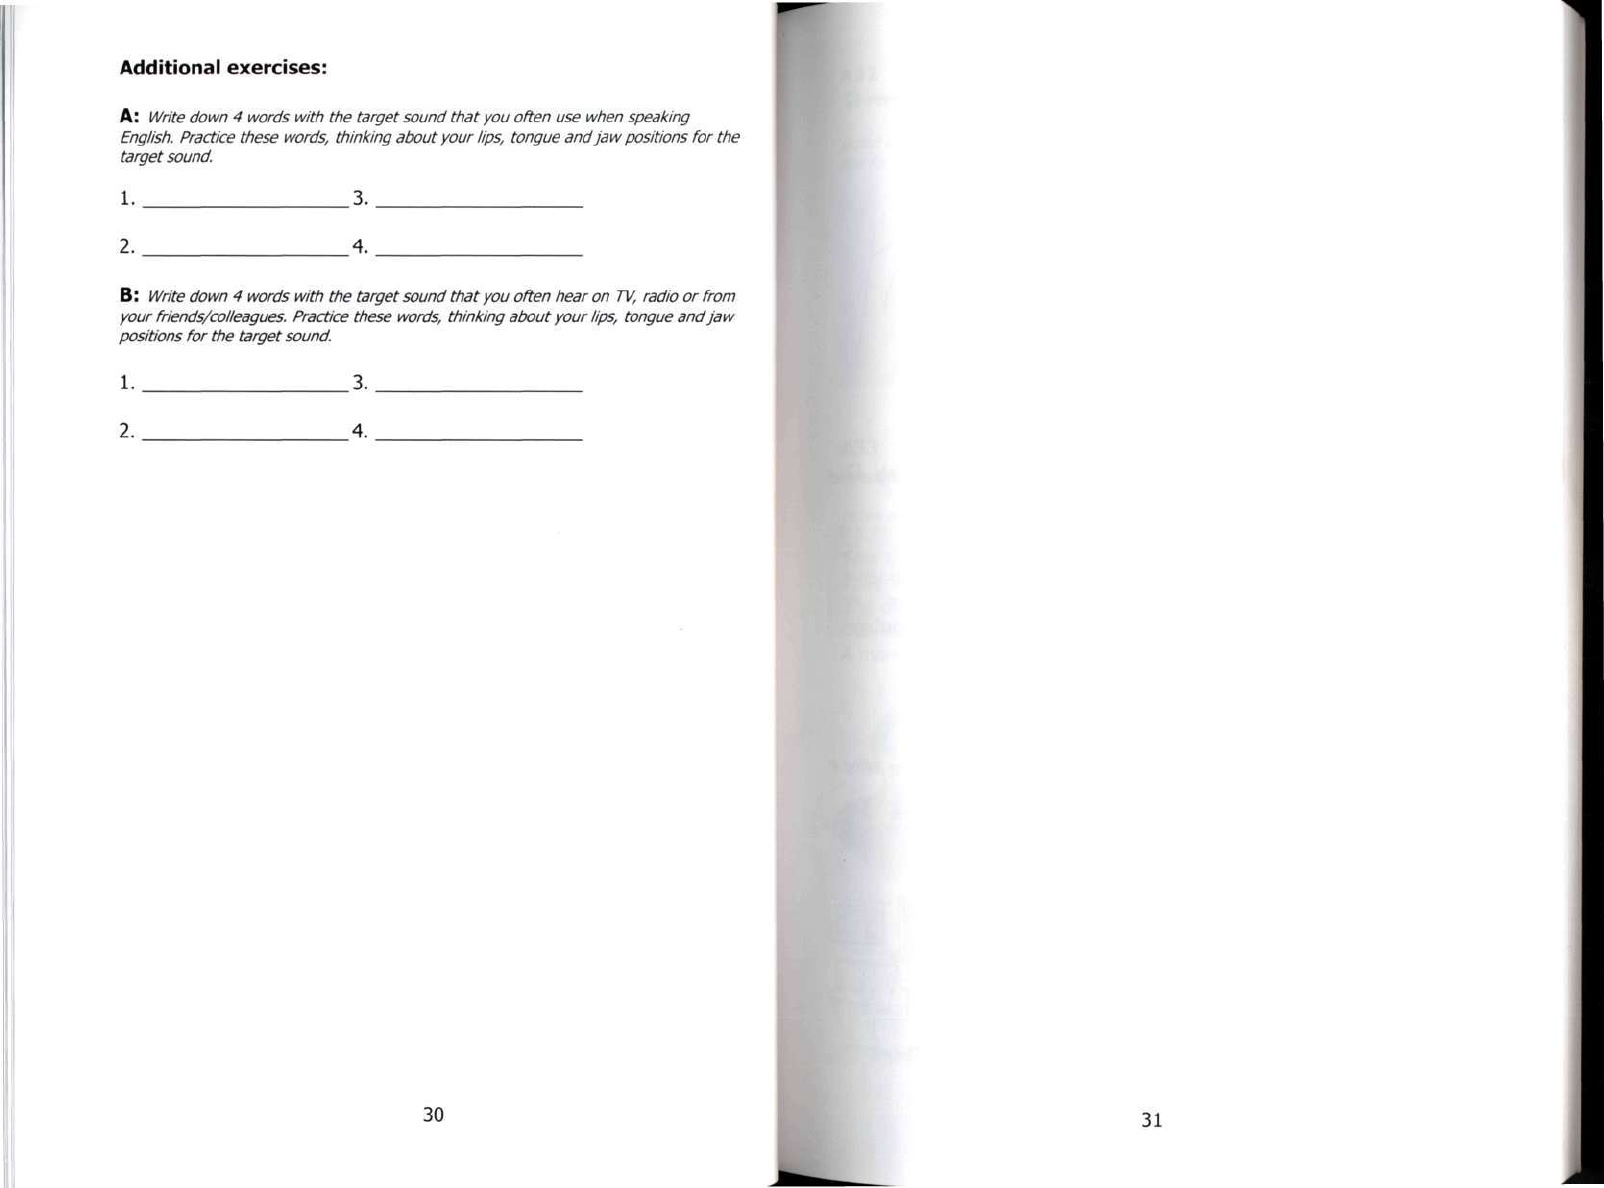 Additional exercises:
A: Write down 4 words with the target sound that you often use when speaking
English. Practice these words, thinking about your lips, tongue and jaw positions for the
target sound.
1. ____________________ 3. ____________________
2. ____________________ 4. ____________________
B: Write down 4 words with the target sound that you often hear on TV, radio or from
your friends/colleagues. Practice these words, thinking about your lips, tongue and jaw
positions for the target sound.
1. ____________________ 3. ____________________
2. ____________________ 4. ____________________
30
31